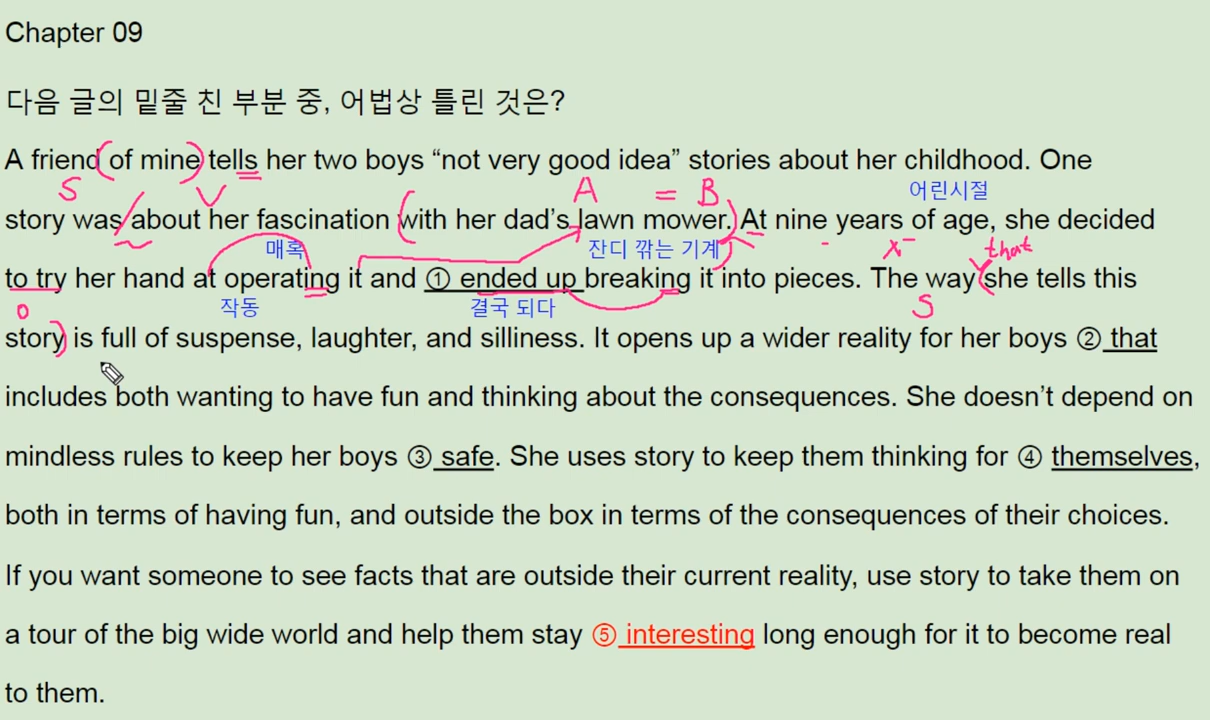 Chapter 09
다음 글의 밑줄 친 부분 중, 어법상 틀린 것은?
A friend (of mine) tells her two boys “not very good idea” stories about her childhood. One
S V A = B 어린시절
story was / about her fascination (with her dad’s lawn mower.) At nine years of age, she decided
매혹 잔디 깎는 기계 that
to try her hand at operating it and ① ended up breaking it into pieces. The way (she tells this
o 작동 결국 되다 S
story) is full of suspense, laughter, and silliness. It opens up a wider reality for her boys ② that
includes both wanting to have fun and thinking about the consequences. She doesn’t depend on
mindless rules to keep her boys ③ safe. She uses story to keep them thinking for ④ themselves,
both in terms of having fun, and outside the box in terms of the consequences of their choices.
If you want someone to see facts that are outside their current reality, use story to take them on
a tour of the big wide world and help them stay ⑤ interesting long enough for it to become real
to them.